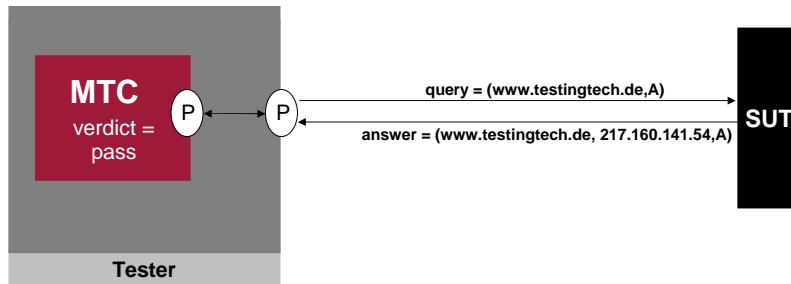 MTC
verdict =
pass
P
P
query = (www.testingtech.de,A)
answer = (www.testingtech.de, 217.160.141.54,A)
SUT
Tester